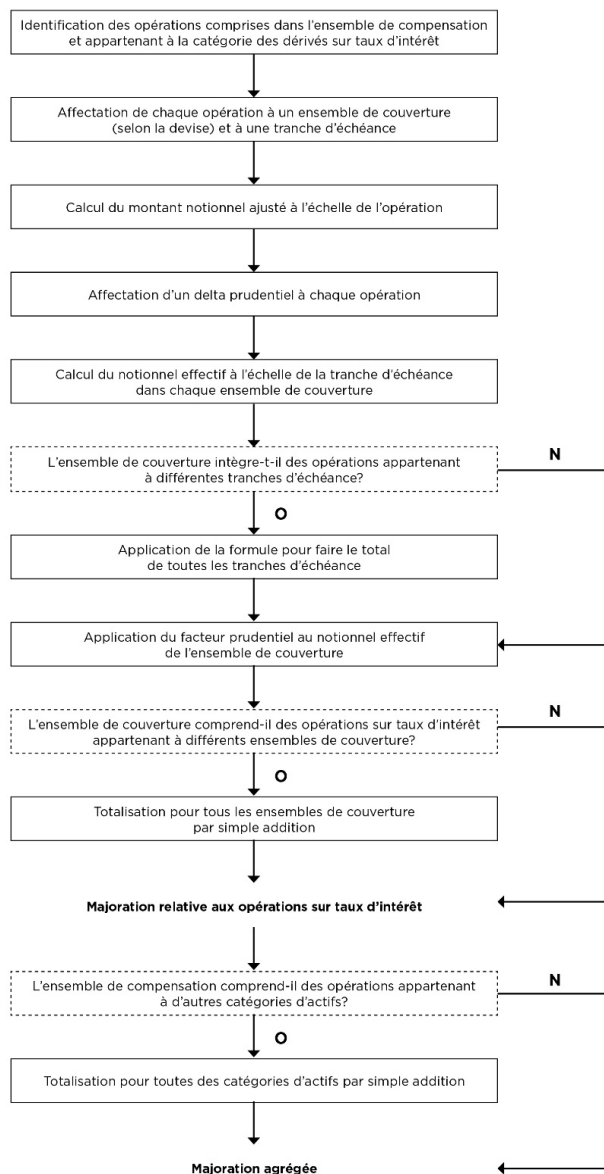 Identification des opérations comprises dans l'ensemble de compensation
et appartenant à la catégorie des dérivés sur taux d'intérêt
Affectation de chaque opération à un ensemble de couverture
(selon la devise) et à une tranche d'échéance
Calcul du montant notionnel ajusté à l'échelle de l'opération
Affectation d'un delta prudentiel à chaque opération
Calcul du notionnel effectif à l'échelle de la tranche d'échéance
dans chaque ensemble de couverture
L'ensemble de couverture intègre-t-il des opérations appartenant
à différentes tranches d'échéance?
N
O
Application de la formule pour faire le total
de toutes les tranches d'échéance
Application du facteur prudentiel au notionnel effectif
de l'ensemble de couverture
L'ensemble de couverture comprend-il des opérations sur taux d'intérêt
appartenant à différents ensembles de couverture?
N
O
Totalisation pour tous les ensembles de couverture
par simple addition
Majoration relative aux opérations sur taux d'intérêt
L'ensemble de compensation comprend-il des opérations appartenant
à d'autres catégories d'actifs?
N
O
Totalisation pour toutes des catégories d'actifs par simple addition
Majoration agrégée